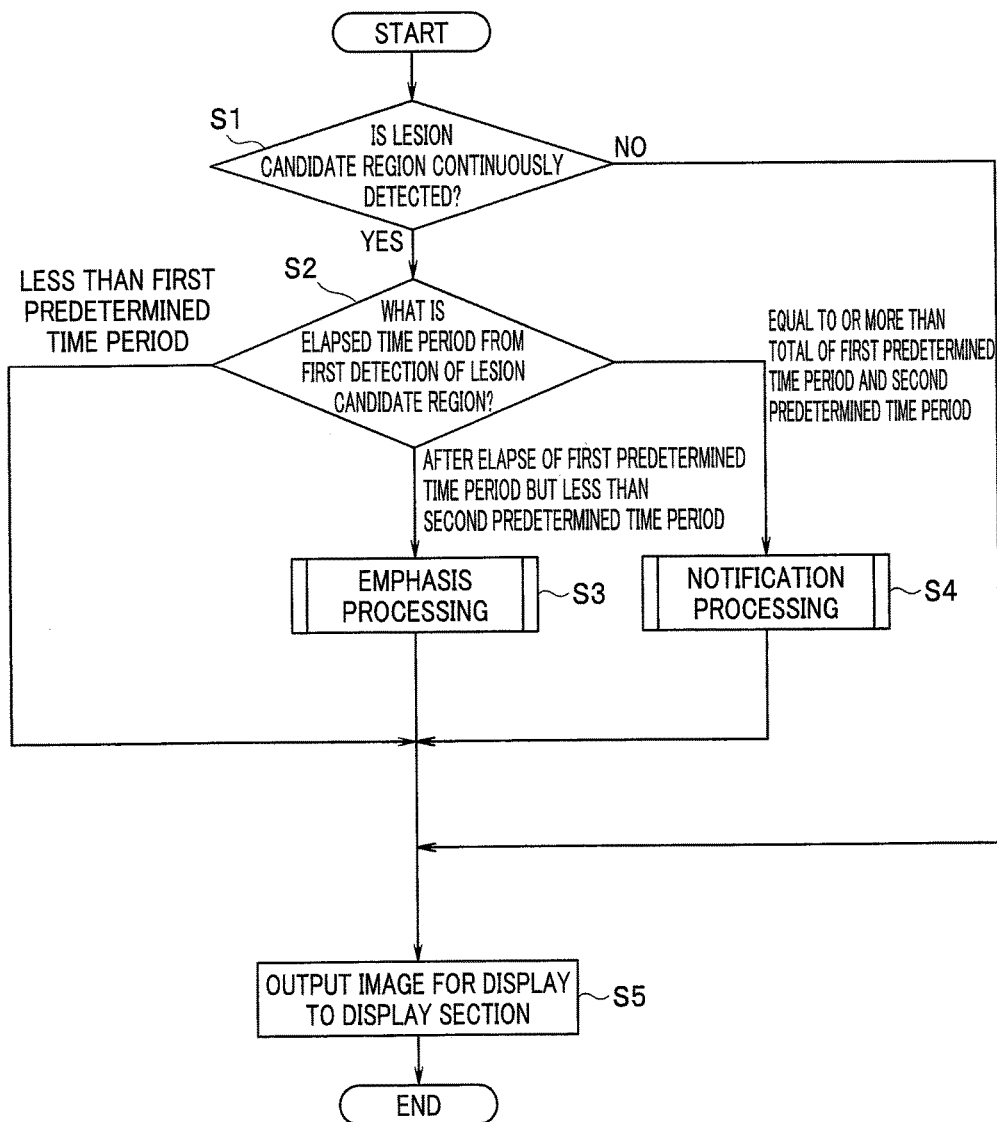 START
S1
IS LESION
CANDIDATE REGION CONTINUOUSLY
DETECTED?
NO
YES
S2
LESS THAN FIRST
PREDETERMINED
TIME PERIOD
WHAT IS
ELAPSED TIME PERIOD FROM
FIRST DETECTION OF LESION
CANDIDATE REGION?
EQUAL TO OR MORE THAN
TOTAL OF FIRST PREDETERMINED
TIME PERIOD AND SECOND
PREDETERMINED TIME PERIOD
AFTER ELAPSE OF FIRST PREDETERMINED
TIME PERIOD BUT LESS THAN
SECOND PREDETERMINED TIME PERIOD
EMPHASIS
PROCESSING
S3
NOTIFICATION
PROCESSING
S4
OUTPUT IMAGE FOR DISPLAY
TO DISPLAY SECTION
S5
END